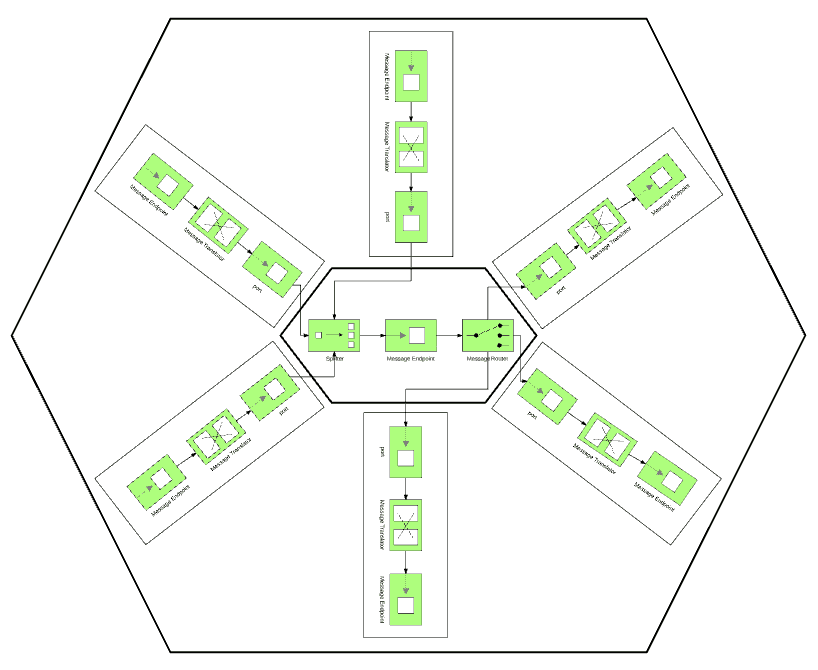 Message Endpoint
Message Translator
port
Message Endpoint
Message Translator
port
Message Endpoint
Message Translator
port
Splitter
Message Endpoint
Message Router
Message Endpoint
Message Translator
port
port
Message Translator
Message Endpoint
port
Message Translator
Message Endpoint